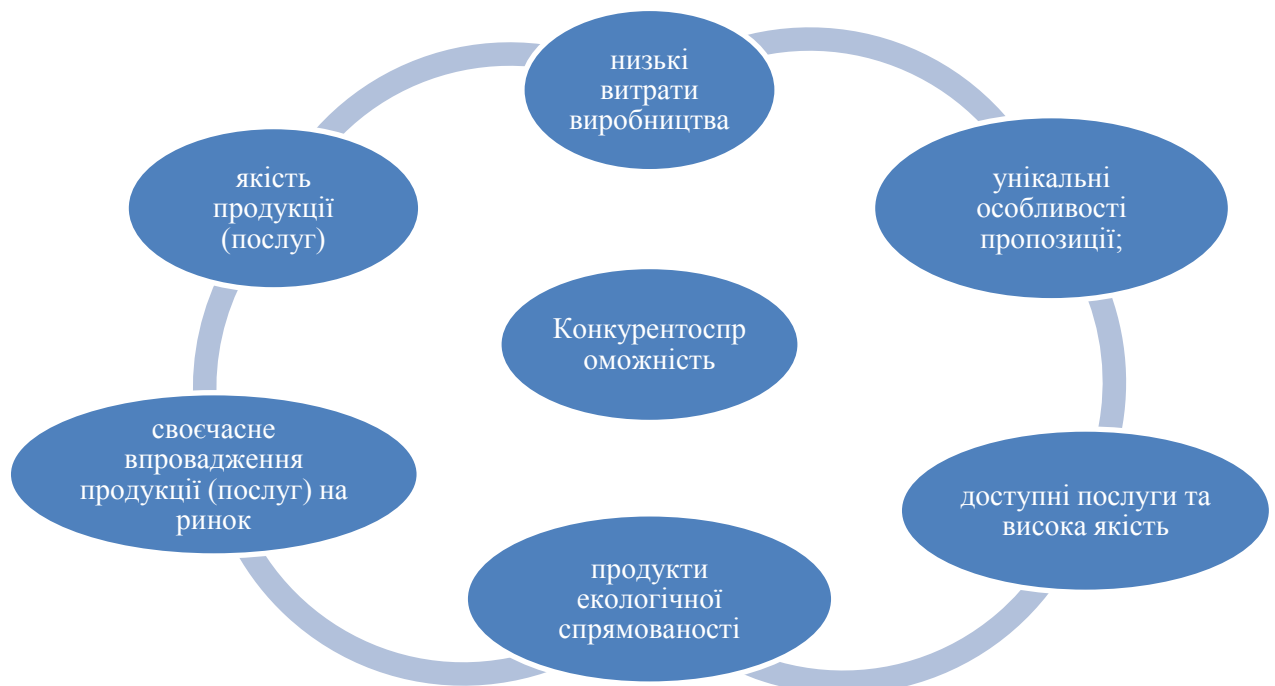 низькі
витрати
виробництва
унікальні
особливості
пропозиції;
доступні послуги та
висока якість
продукти
екологічної
спрямованості
своєчасне
впровадження
продукції (послуг) на
ринок
якість
продукції
(послуг)
Конкурентоспр
оможність